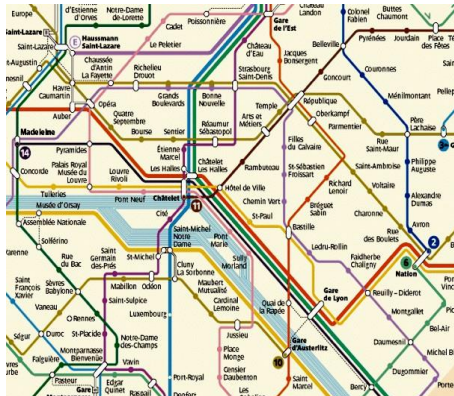 Europe
d'Estienne
d'Orves
Notre-Dame-
de-Lorette
Cadet
Poissonnière
Gare
de l'Est
Château
Landon
Colonel
Fabien
Buttes
Chaumont
Saint-Lazare
E
Haussmann
Saint-Lazare
Le Peletier
Château
d'Eau
Jacques
Bonsergent
Belleville
Pyrénées
Jourdain
Place
des Fêtes
St-Augustin
Chaussée
d'Antin
La Fayette
Richelieu
Drouot
Strasbourg
Saint-Denis
Goncourt
Couronnes
Havre
Caumartin
Opéra
Grands
Boulevards
Bonne
Nouvelle
Temple
République
Ménilmontant
Auber
Quatre
Septembre
Oberkampf
Parmentier
Père
Lachaise
Bourse
Sentier
Réaumur
Sébastopol
Arts et
Métiers
Rue
Saint-Maur
Madeleine
14
Pyramides
Étienne
Marcel
Filles
du Calvaire
Philippe
Auguste
Concorde
Palais Royal
Musée du
Louvre
Louvre
Rivoli
Les Halles
Châtelet
Les Halles
Rambuteau
St-Sébastien
Froissart
Saint-Ambroise
Voltaire
Alexandre
Dumas
Tuileries
Pont Neuf
Châtelet
11
Hôtel de Ville
Chemin Vert
Richard
Lenoir
Charonne
Musée d'Orsay
Cité
St-Paul
Bréguet
Sabin
Avron
Assemblée Nationale
Saint-Michel
Notre
Dame
Pont
Marie
Bastille
Rue
des Boulets
2
Solférino
Saint
Germain
des-Prés
St-Michel
Ledru-Rollin
6
Nation
Varenne
Rue
du Bac
Cluny
La Sorbonne
Sully
Morland
Faidherbe
Chaligny
Saint
François
Xavier
Sèvres
Babylone
Mabillon
Odéon
Maubert
Mutualité
Gare
de Lyon
Reuilly-Diderot
Vaneau
Saint-Sulpice
Cardinal
Lemoine
Quai de
la Rapée
Montgallet
Bel-Air
Rennes
Luxembourg
Ségur
Duroc
St-Placide
Notre-Dame
des-Champs
Jussieu
Gare
d'Austerlitz
Daumesnil
Falguière
Montparnasse
Bienvenüe
Vavin
Place
Monge
10
Dugommier
Pasteur
Gare
Edgar
Quinet
Raspail
Port-Royal
Censier
Daubenton
Saint
Marcel
Bercy